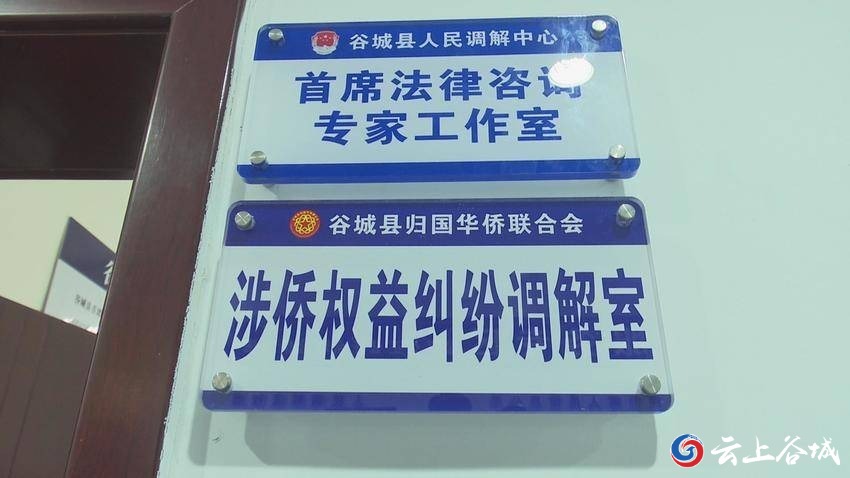 谷城县人民调解中心
首席法律咨询
专家工作室
谷城县归国华侨联合会
涉侨权益纠纷调解室
云上谷城